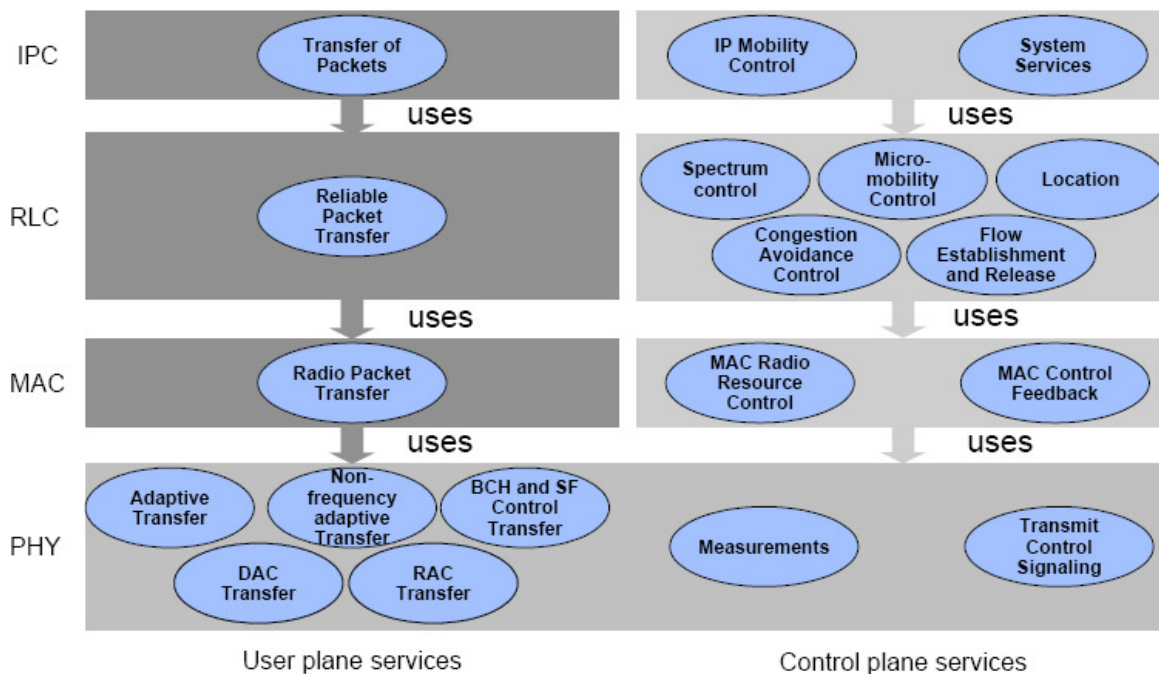 IPC
Transfer of
Packets
IP Mobility
Control
System
Services
uses
uses
RLC
Reliable
Packet
Transfer
Spectrum
control
Micro-
mobility
Control
Location
Congestion
Avoidance
Control
Flow
Establishment
and Release
uses
uses
MAC
Radio Packet
Transfer
MAC Radio
Resource
Control
MAC Control
Feedback
uses
uses
PHY
Adaptive
Transfer
Non-
frequency
adaptive
Transfer
BCH and SF
Control
Transfer
DAC
Transfer
RAC
Transfer
Measurements
Transmit
Control
Signaling
User plane services
Control plane services